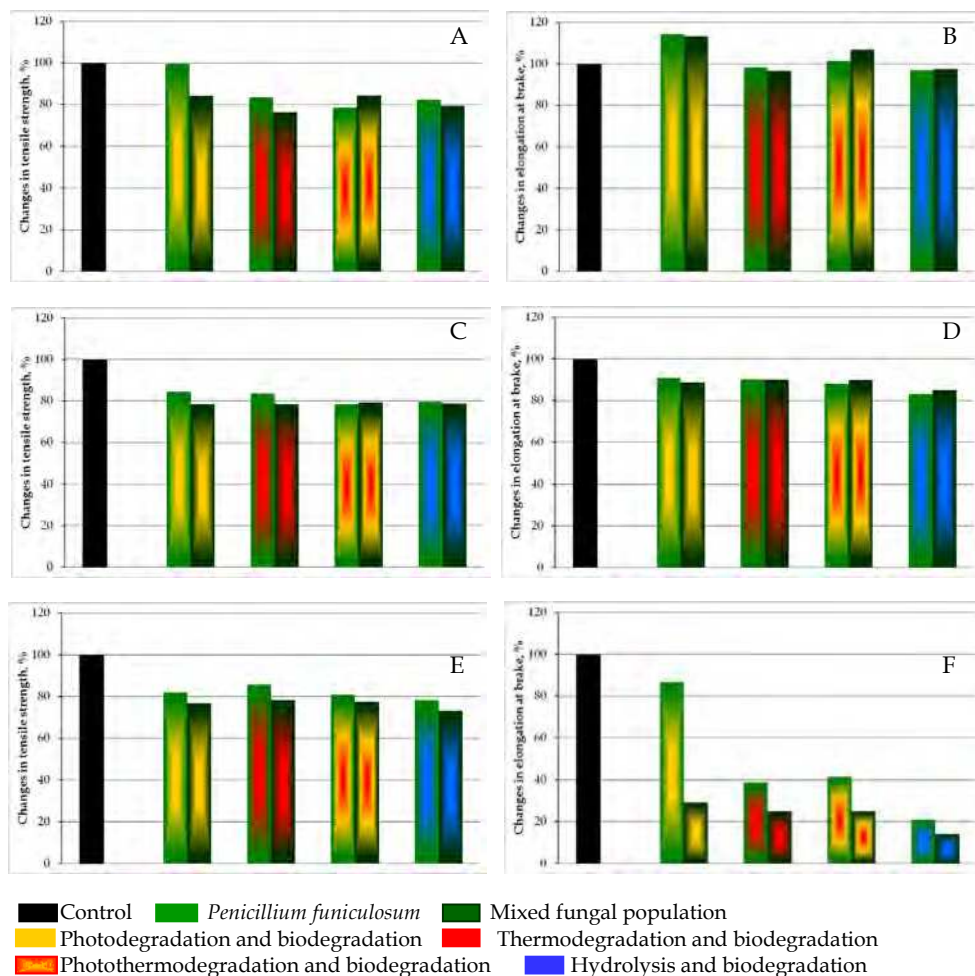 A
Changes in tensile strength, %
120
100
80
60
40
20
0
B
Changes in elongation at brake, %
120
100
80
60
40
20
0
C
Changes in tensile strength, %
120
100
80
60
40
20
0
D
Changes in elongation at brake, %
120
100
80
60
40
20
0
E
Changes in tensile strength, %
120
100
80
60
40
20
0
F
Changes in elongation at brake, %
120
100
80
60
40
20
0
Control Penicillium funiculosum Mixed fungal population
Photodegradation and biodegradation Thermodegradation and biodegradation
Photothermodegradation and biodegradation Hydrolysis and biodegradation